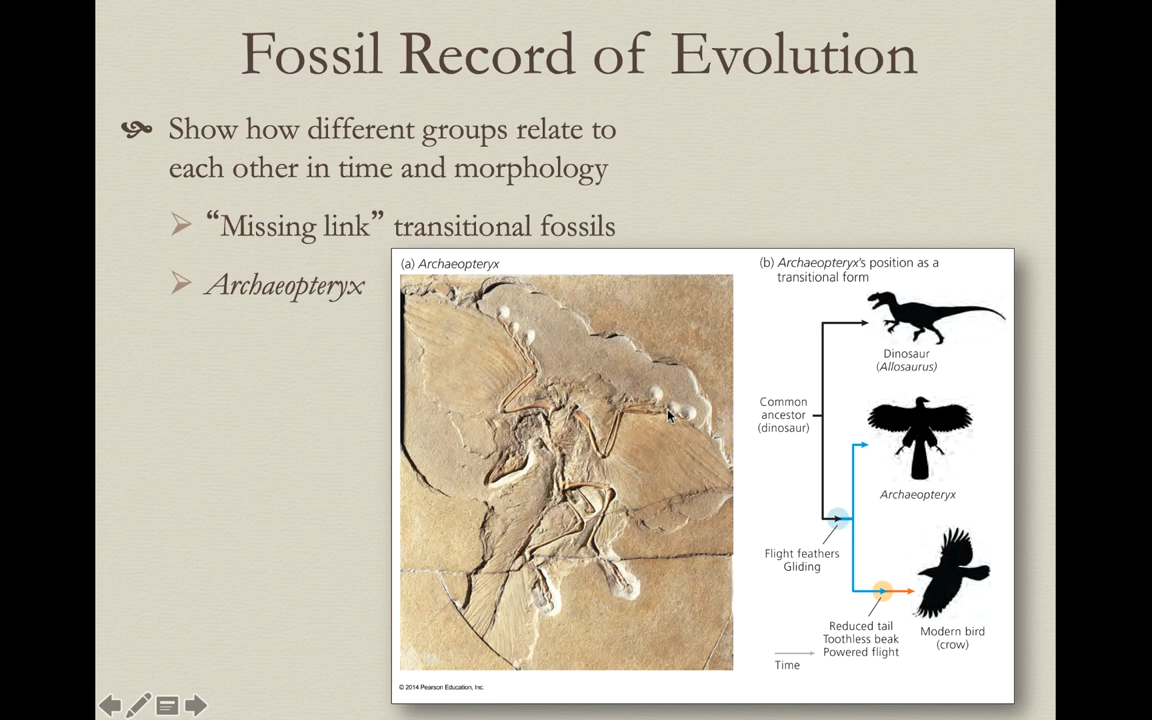 Fossil Record of Evolution
Show how different groups relate to
each other in time and morphology
“Missing link” transitional fossils
Archaeopteryx
(a) Archaeopteryx
(b) Archaeopteryx's position as a
transitional form
Dinosaur
(Allosaurus)
Common
ancestor
(dinosaur)
Archaeopteryx
Flight feathers
Gliding
Reduced tail
Toothless beak
Powered flight
Modern bird
(crow)
Time
© 2014 Pearson Education, Inc.